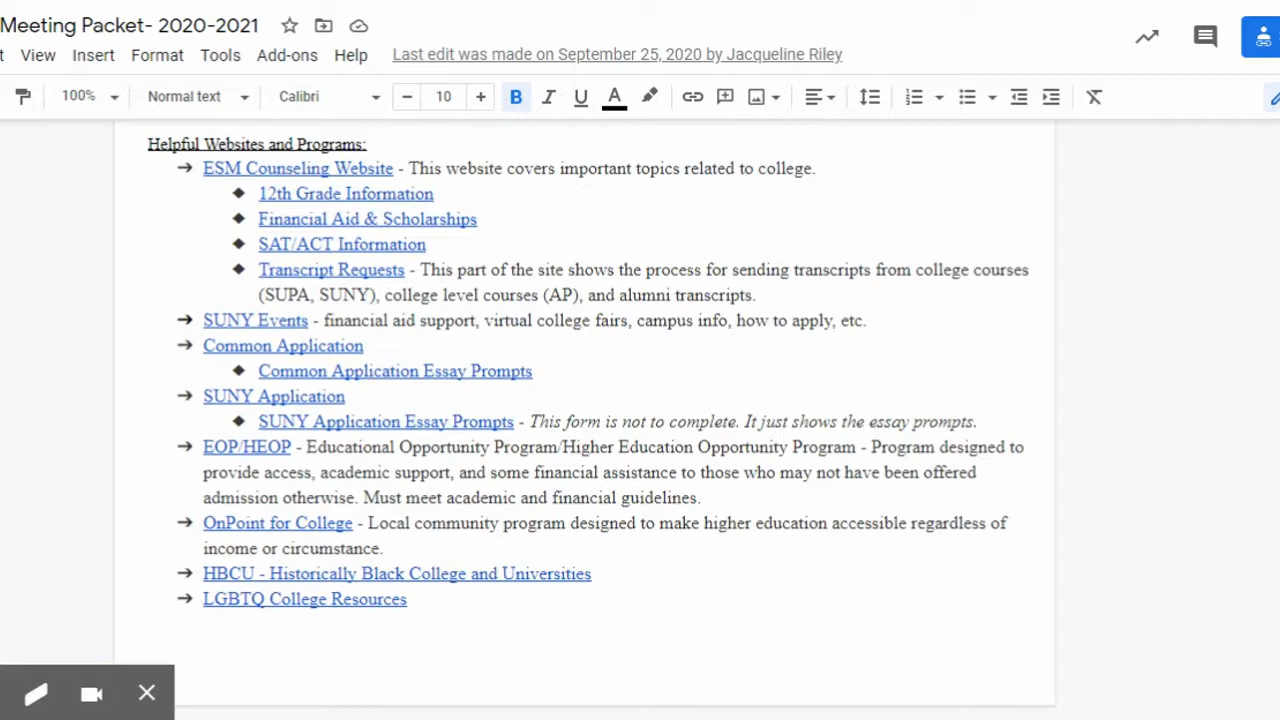 Meeting Packet- 2020-2021
View Insert Format Tools Add-ons Help Last edit was made on September 25, 2020 by Jacqueline Riley
100% Normal text Calibri − 10 + B I U A
Helpful Websites and Programs:
➔ ESM Counseling Website - This website covers important topics related to college.
◆ 12th Grade Information
◆ Financial Aid & Scholarships
◆ SAT/ACT Information
◆ Transcript Requests - This part of the site shows the process for sending transcripts from college courses
(SUPA, SUNY), college level courses (AP), and alumni transcripts.
➔ SUNY Events - financial aid support, virtual college fairs, campus info, how to apply, etc.
➔ Common Application
◆ Common Application Essay Prompts
➔ SUNY Application
◆ SUNY Application Essay Prompts - This form is not to complete. It just shows the essay prompts.
➔ EOP/HEOP - Educational Opportunity Program/Higher Education Opportunity Program - Program designed to
provide access, academic support, and some financial assistance to those who may not have been offered
admission otherwise. Must meet academic and financial guidelines.
➔ OnPoint for College - Local community program designed to make higher education accessible regardless of
income or circumstance.
➔ HBCU - Historically Black College and Universities
➔ LGBTQ College Resources